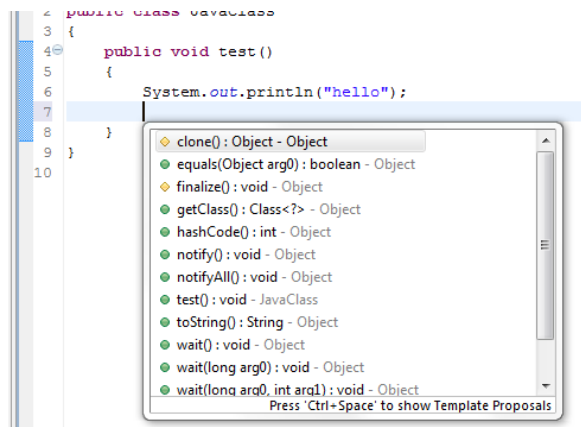 2 public class JavaClass
3 {
4 public void test()
5 {
6 System.out.println("hello");
7
8 }
9 }
10
clone() : Object - Object
equals(Object arg0) : boolean - Object
finalize() : void - Object
getClass() : Class<?> - Object
hashCode() : int - Object
notify() : void - Object
notifyAll() : void - Object
test() : void - JavaClass
toString() : String - Object
wait() : void - Object
wait(long arg0) : void - Object
wait(long arg0, int arg1) : void - Object
Press 'Ctrl+Space' to show Template Proposals